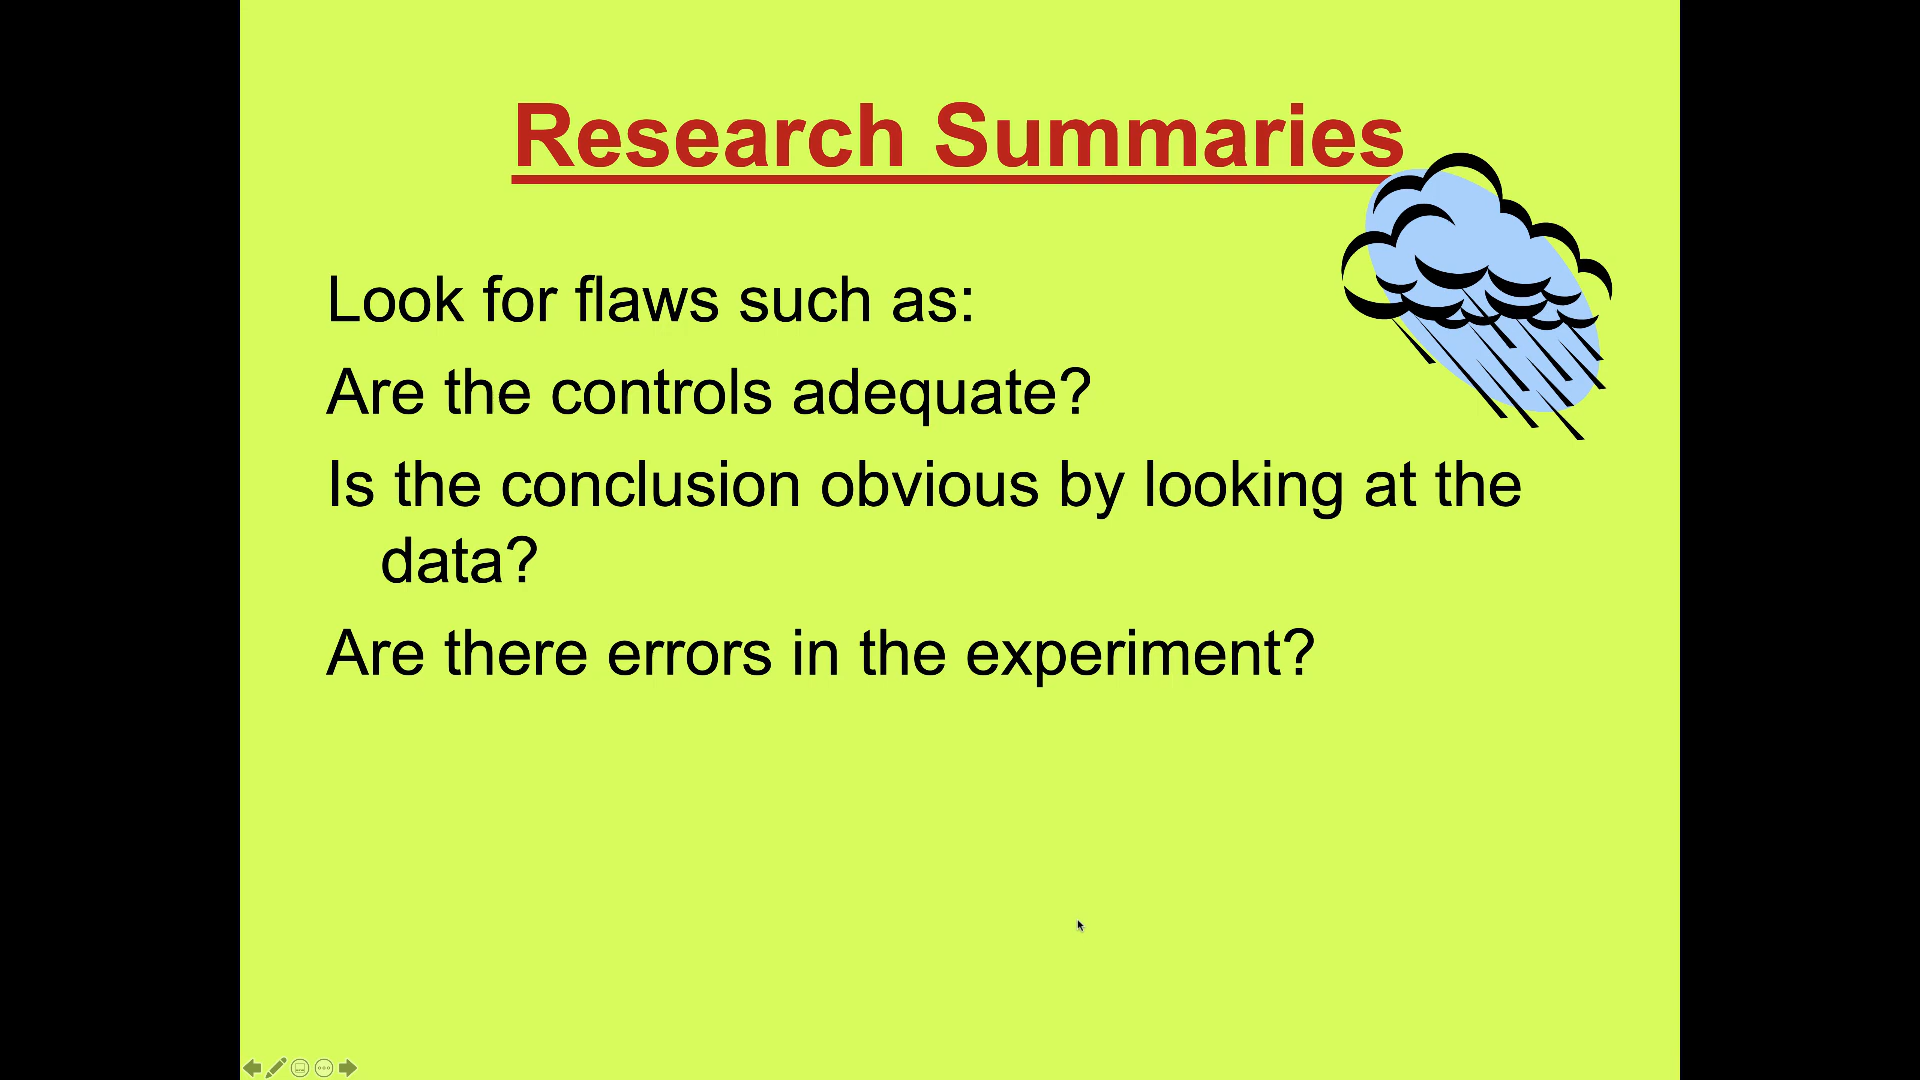 Research Summaries
Look for flaws such as:
Are the controls adequate?
Is the conclusion obvious by looking at the
data?
Are there errors in the experiment?